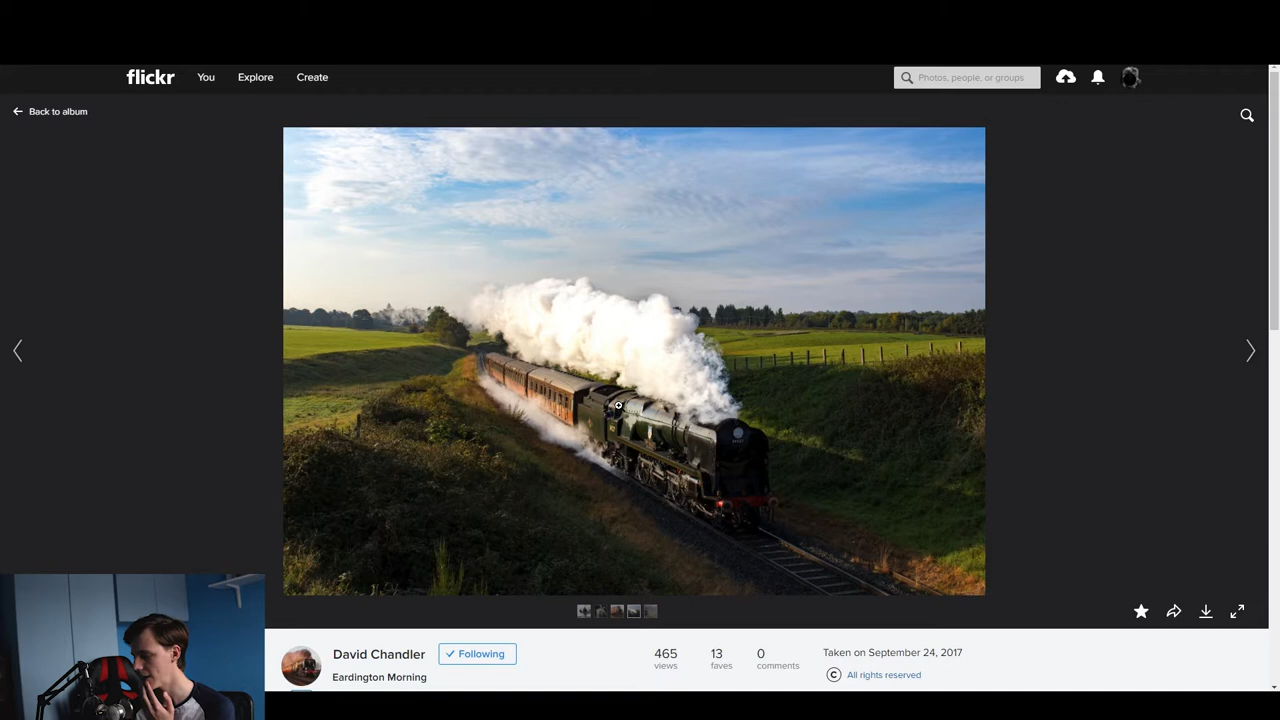 flickr You Explore Create Photos, people, or groups
Back to album
David Chandler Following 465 13 0 Taken on September 24, 2017
views faves comments
Eardington Morning © All rights reserved